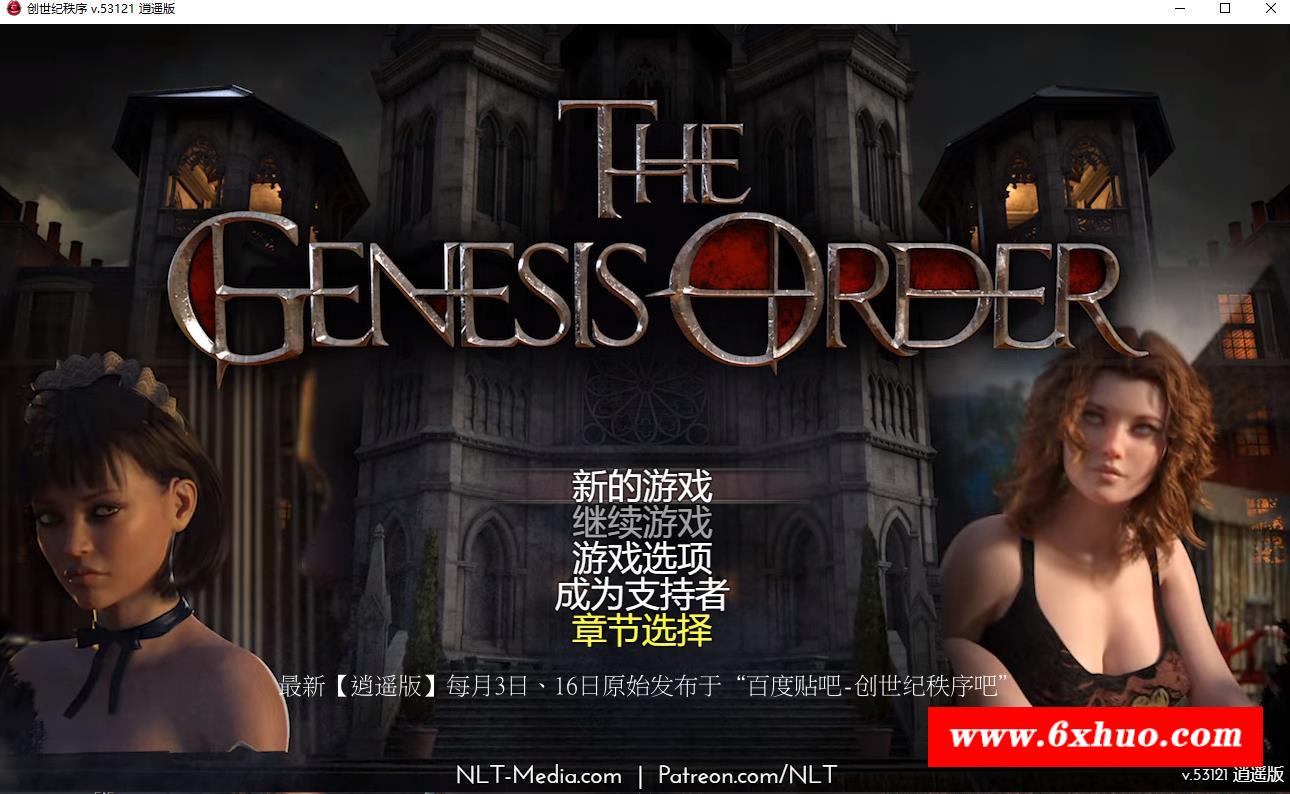 创世纪秩序 v.53121 逍遥版
THE
GENESIS ORDER
新的游戏
继续游戏
游戏选项
成为支持者
章节选择
最新【逍遥版】每月3日、16日原始发布于“百度贴吧-创世纪秩序吧”
www.6xhuo.com
NLT-Media.com | Patreon.com/NLT
v.53121 逍遥版